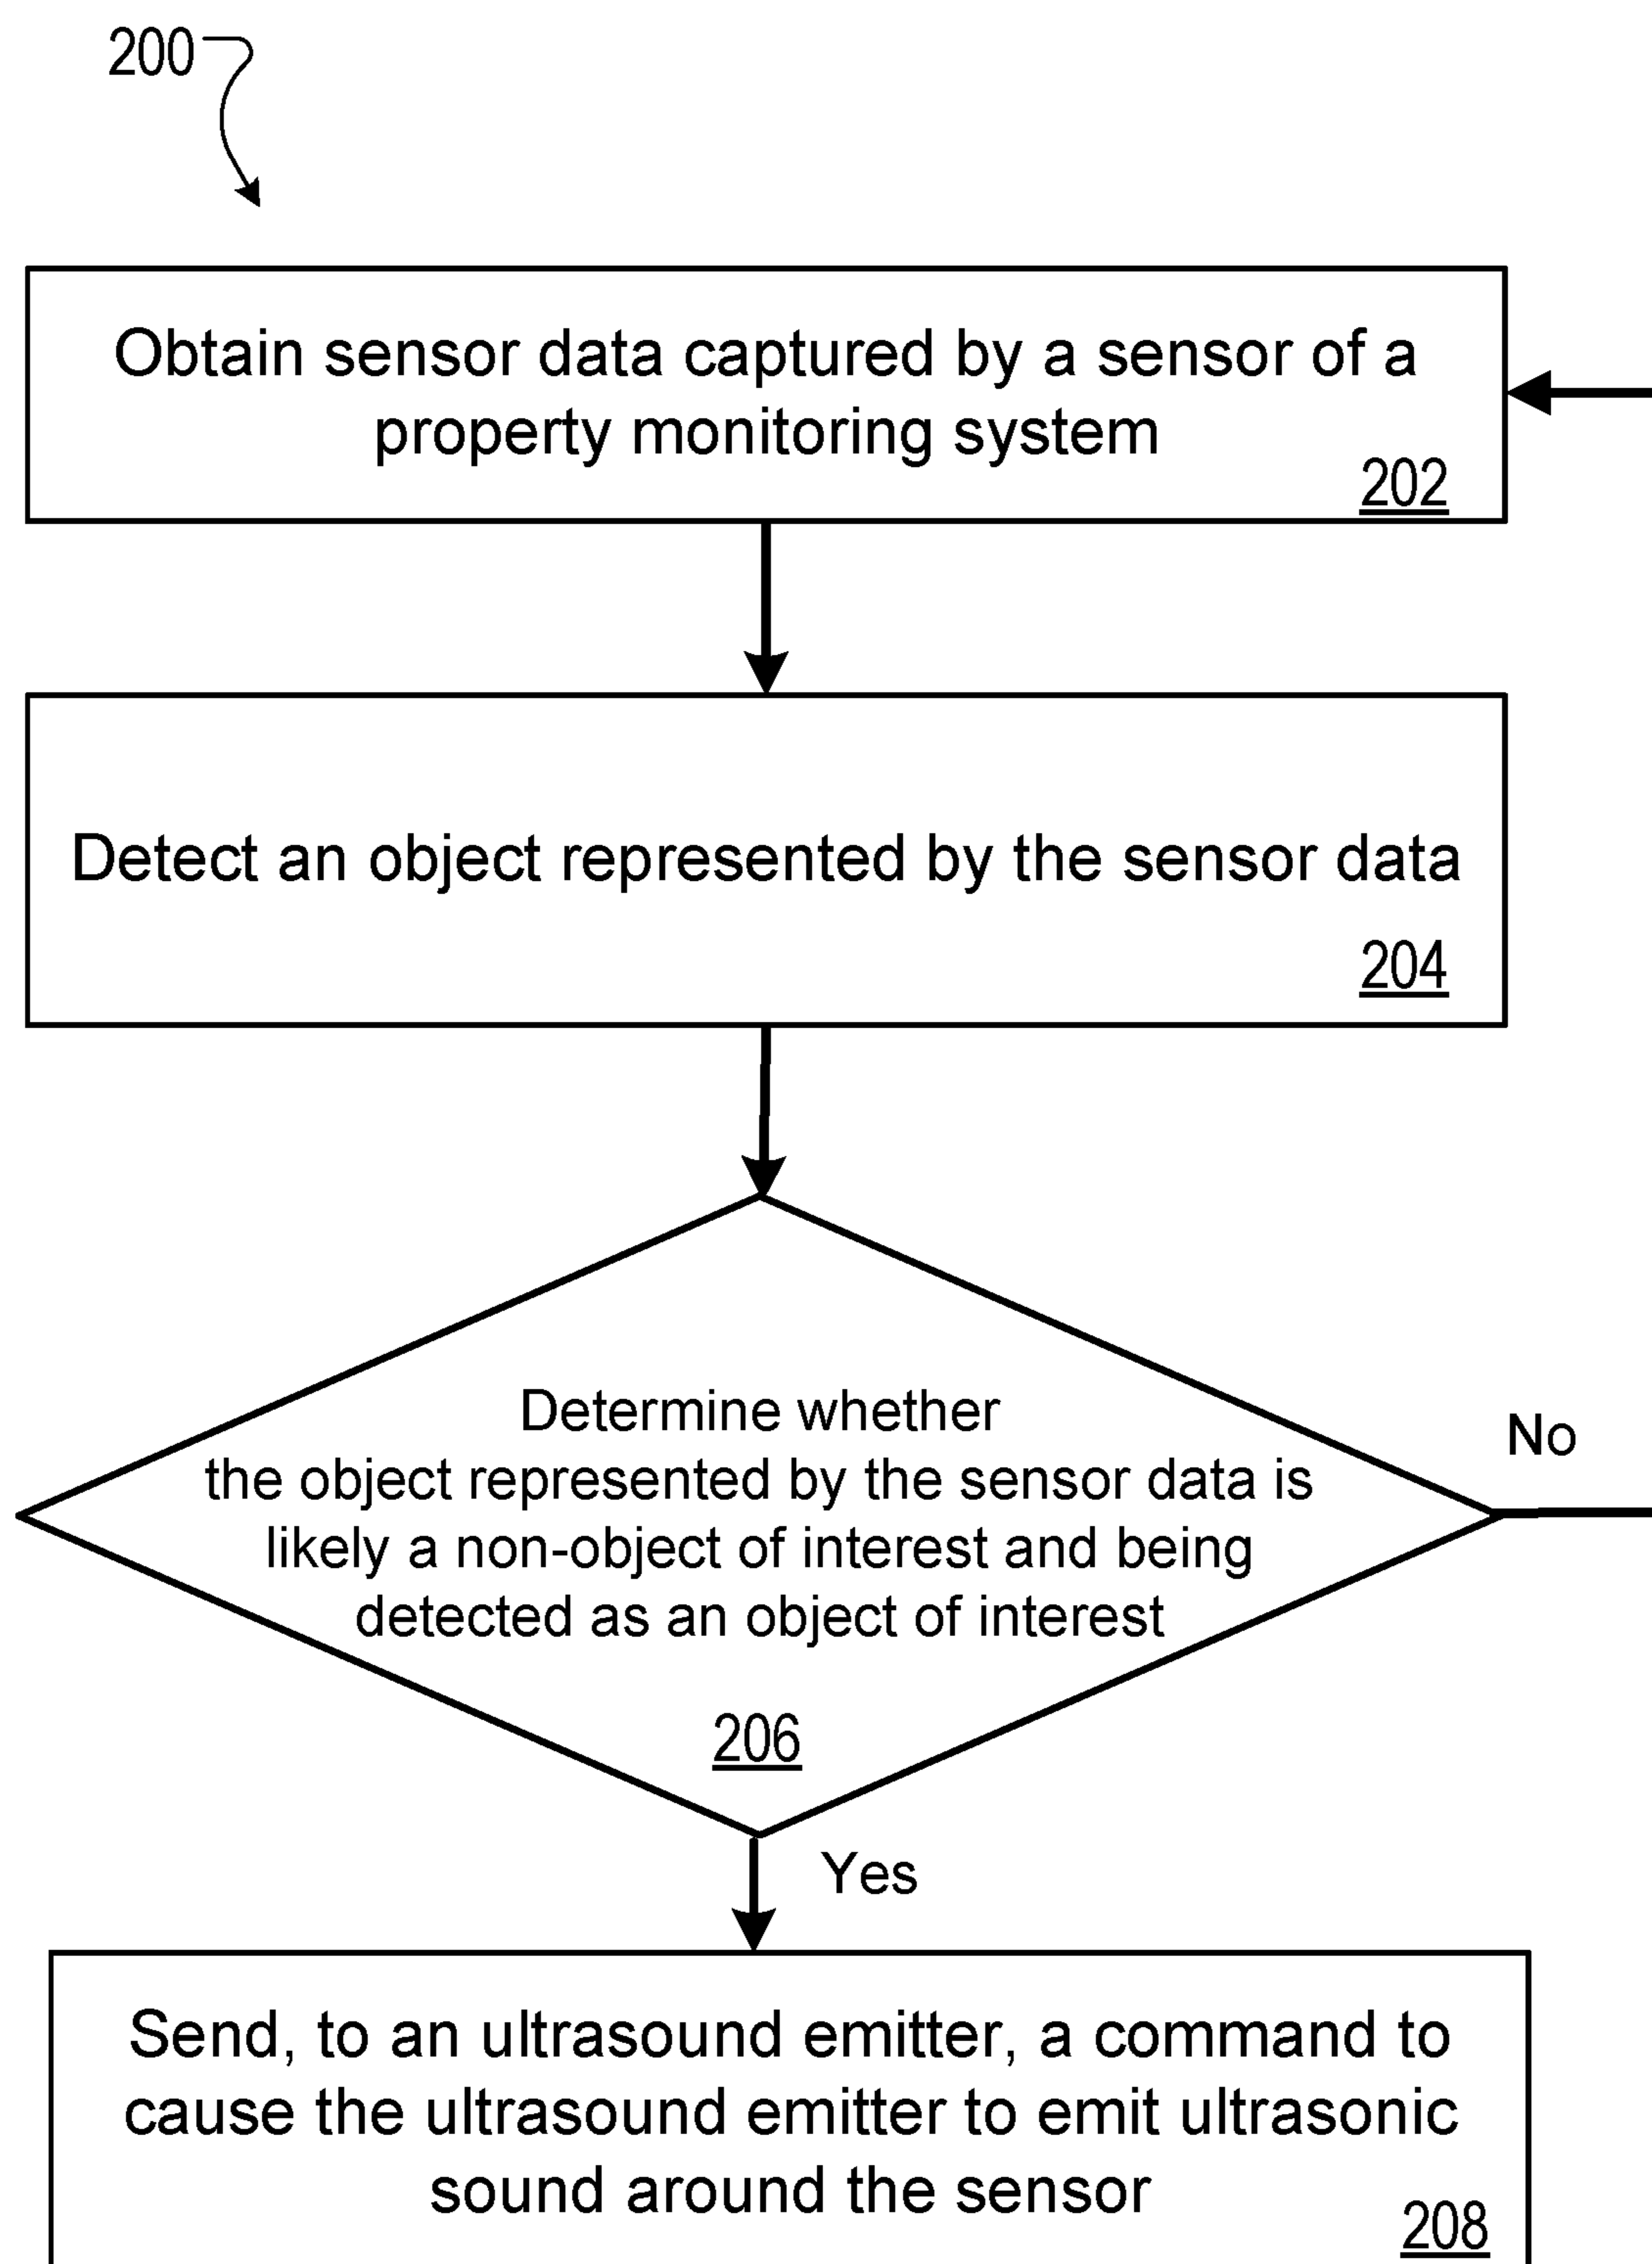 200
Obtain sensor data captured by a sensor of a
property monitoring system
202
Detect an object represented by the sensor data
204
Determine whether
the object represented by the sensor data is
likely a non-object of interest and being
detected as an object of interest
206
No
Yes
Send, to an ultrasound emitter, a command to
cause the ultrasound emitter to emit ultrasonic
sound around the sensor
208